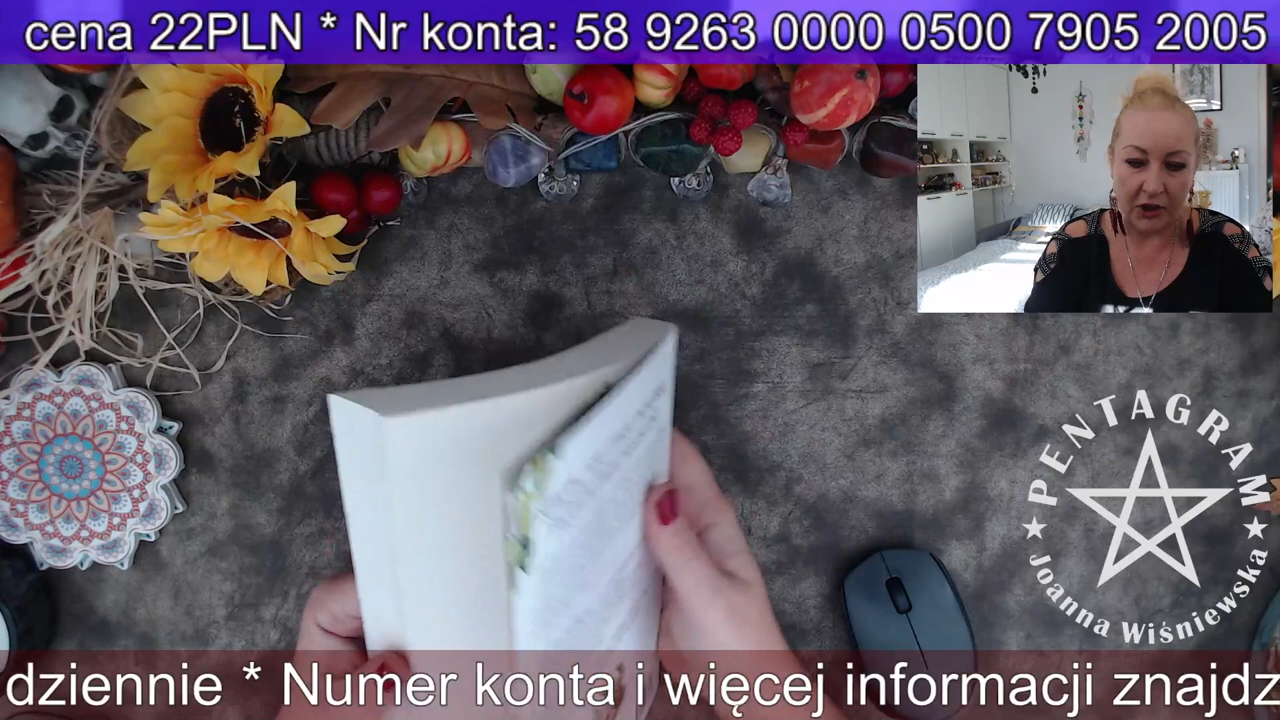 cena 22PLN * Nr konta: 58 9263 0000 0500 7905 2005
PENTAGRAM
Joanna Wiśniewska
dziennie * Numer konta i więcej informacji znajdz